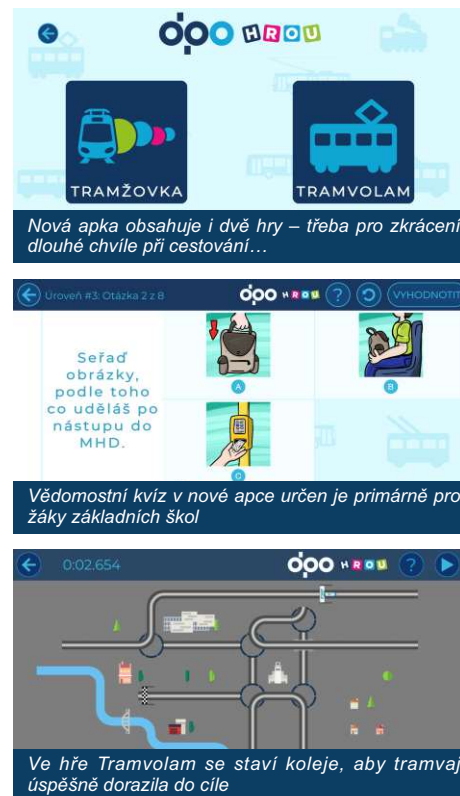 dpo HROU
TRAMŽOVKA
TRAMVOLAM
Nová apka obsahuje i dvě hry – třeba pro zkrácení
dlouhé chvíle při cestování…
Úroveň #3: Otázka 2 z 8
dpo HROU
?
VYHODNOTIT
Seřaď
obrázky,
podle toho
co uděláš po
nástupu do
MHD.
A
B
C
Vědomostní kvíz v nové apce určen je primárně pro
žáky základních škol
0:02.654
dpo HROU
?
Ve hře Tramvolam se staví koleje, aby tramvaj
úspěšně dorazila do cíle